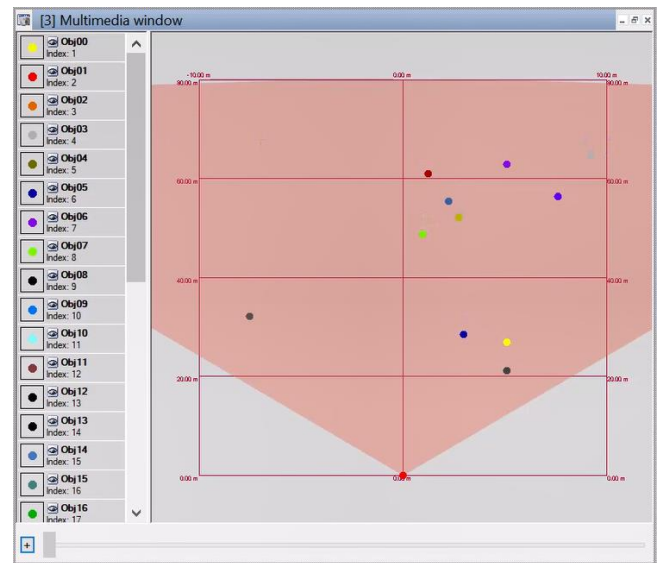 [3] Multimedia window
Obj00
Index: 1
Obj01
Index: 2
Obj02
Index: 3
Obj03
Index: 4
Obj04
Index: 5
Obj05
Index: 6
Obj06
Index: 7
Obj07
Index: 8
Obj08
Index: 9
Obj09
Index: 10
Obj10
Index: 11
Obj11
Index: 12
Obj12
Index: 13
Obj13
Index: 14
Obj14
Index: 15
Obj15
Index: 16
Obj16
Index: 17
-10.00 m 0.00 m 10.00 m
80.00 m 80.00 m
60.00 m 60.00 m
40.00 m 40.00 m
20.00 m 20.00 m
0.00 m 0.00 m